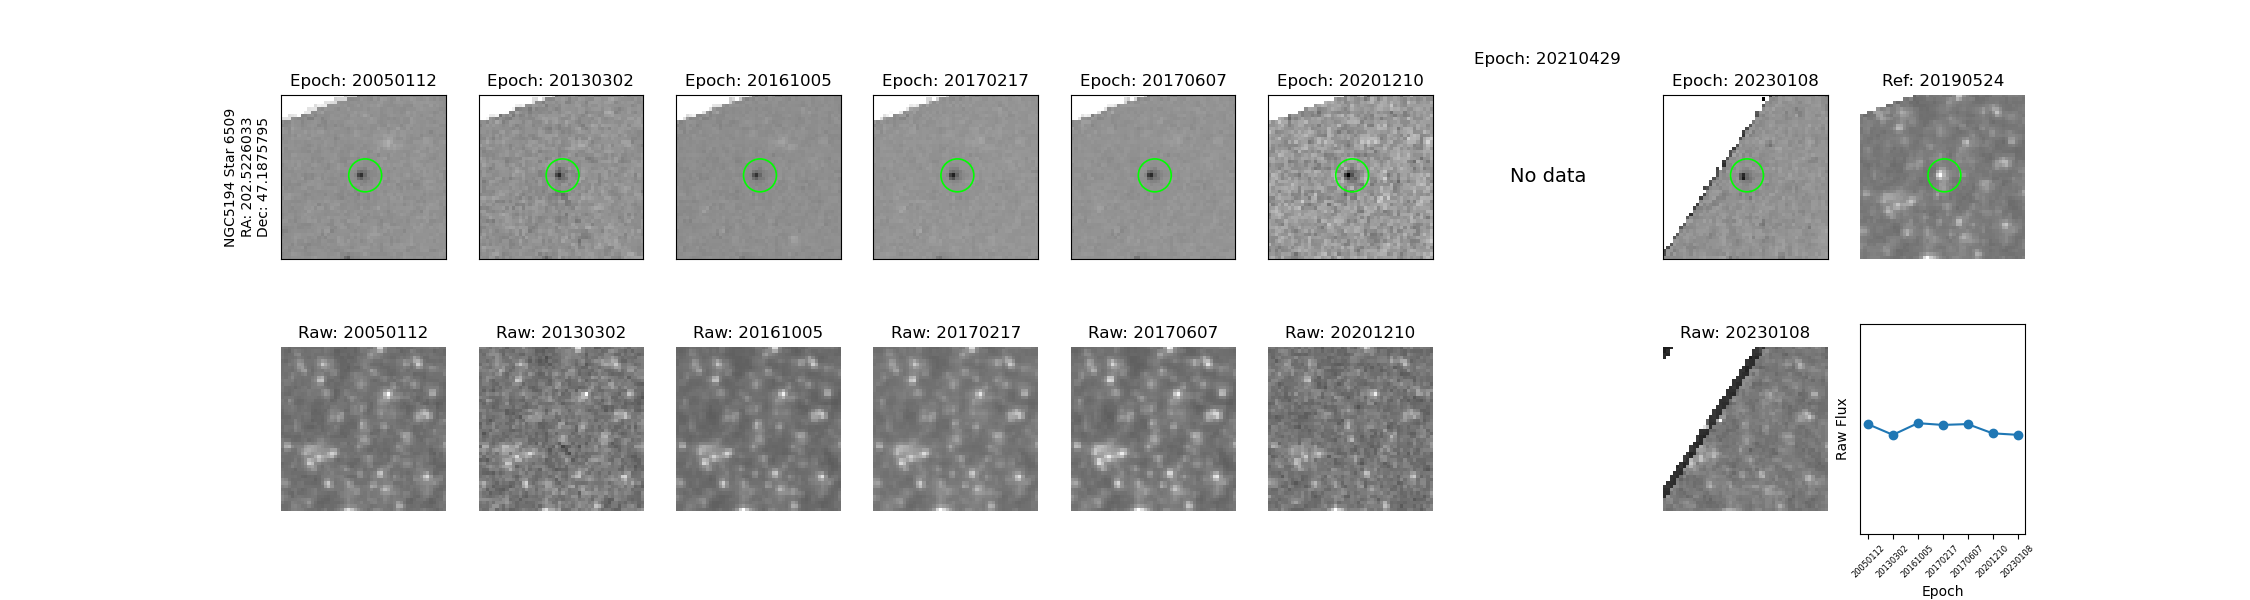 Epoch: 20210429
Epoch: 20050112
Epoch: 20130302
Epoch: 20161005
Epoch: 20170217
Epoch: 20170607
Epoch: 20201210
Epoch: 20230108
Ref: 20190524
NGC5194 Star 6509
RA: 202.5226033
Dec: 47.1875795
No data
Raw: 20050112
Raw: 20130302
Raw: 20161005
Raw: 20170217
Raw: 20170607
Raw: 20201210
Raw: 20230108
Raw Flux
20050112
20130302
20161005
20170217
20170607
20201210
20230108
Epoch